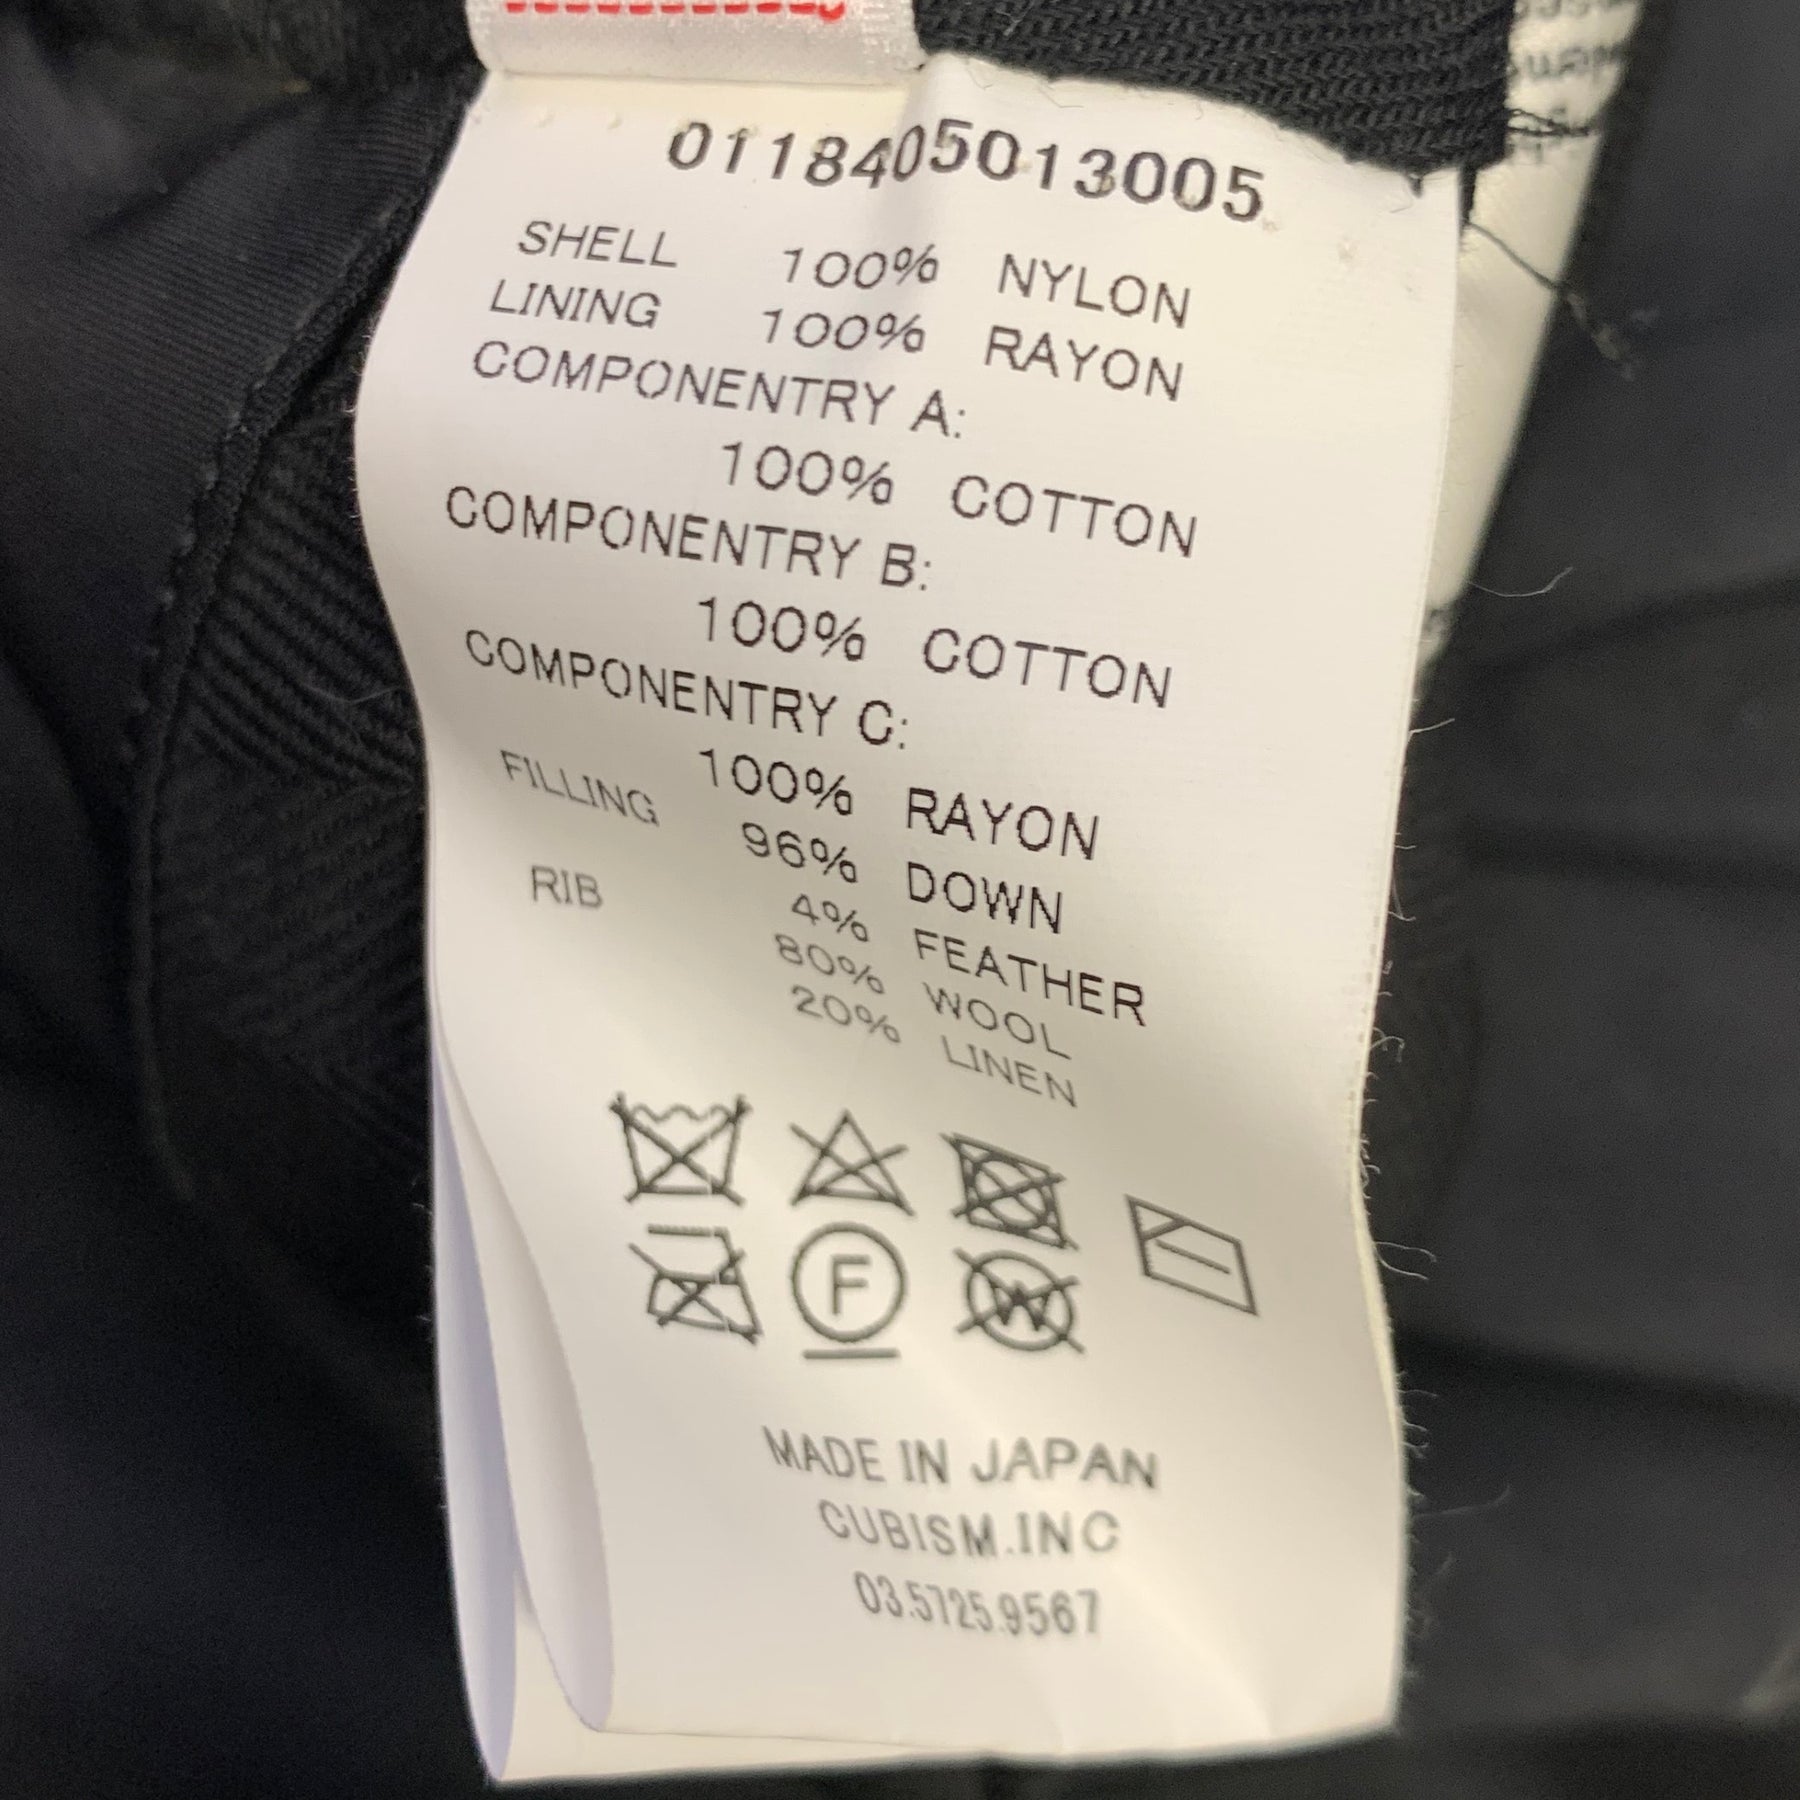 0118405013005
SHELL 100% NYLON
LINING 100% RAYON
COMPONENTRY A:
100% COTTON
COMPONENTRY B:
100% COTTON
COMPONENTRY C:
100% RAYON
FILLING 96% DOWN
4% FEATHER
RIB 80% WOOL
20% LINEN
F
W
MADE IN JAPAN
CUBISM.INC
03.5725.9567